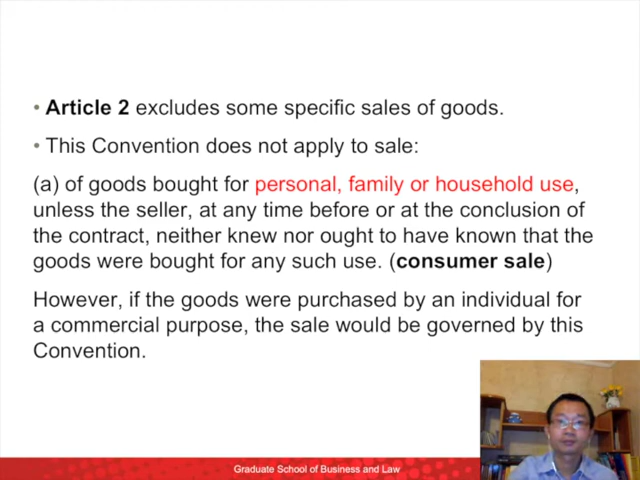 • Article 2 excludes some specific sales of goods.
• This Convention does not apply to sale:
(a) of goods bought for personal, family or household use,
unless the seller, at any time before or at the conclusion of
the contract, neither knew nor ought to have known that the
goods were bought for any such use. (consumer sale)
However, if the goods were purchased by an individual for
a commercial purpose, the sale would be governed by this
Convention.
Graduate School of Business and Law